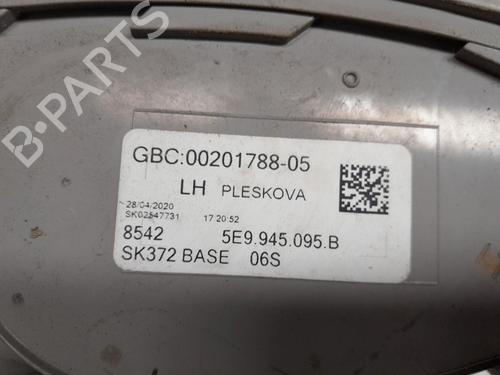 B-PARTS
GBC:00201788-05
LH PLESKOVA
28/04/2020
SK02547731 17 20:52
8542 5E9.945.095.B
SK372 BASE 06S